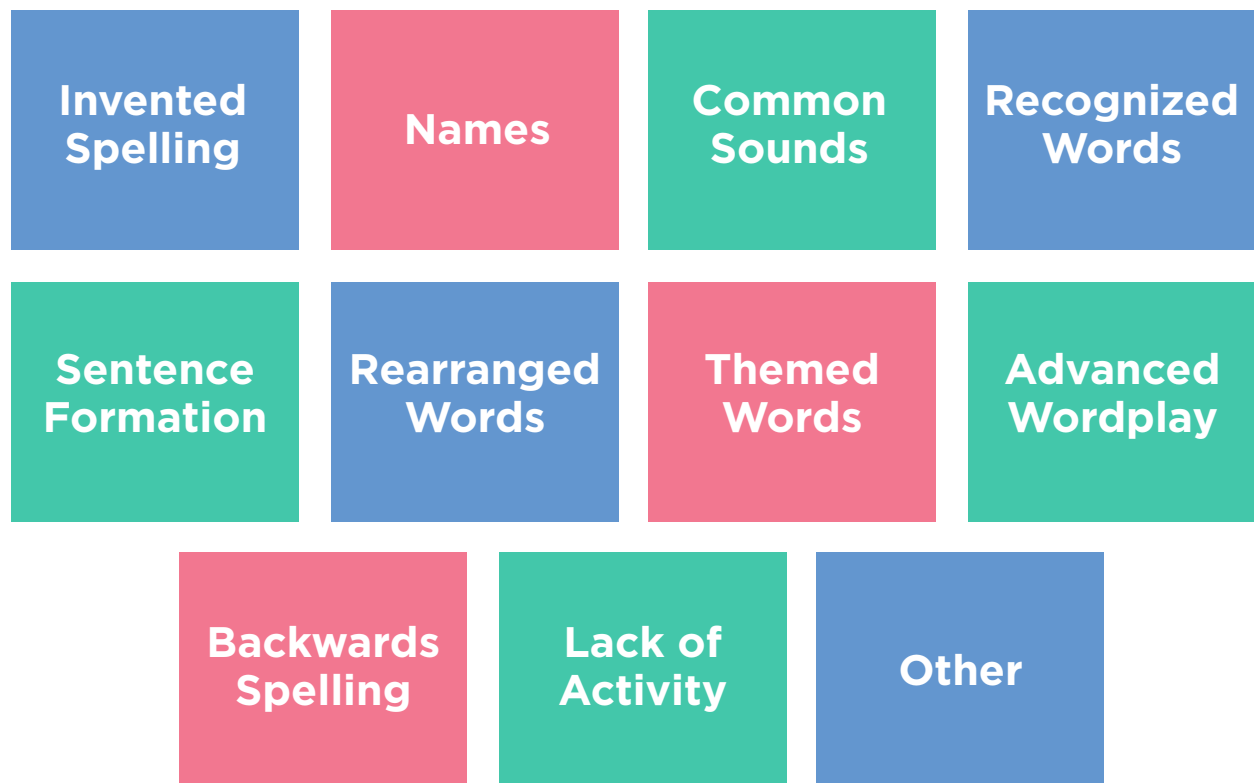 Invented
Spelling
Names
Common
Sounds
Recognized
Words
Sentence
Formation
Rearranged
Words
Themed
Words
Advanced
Wordplay
Backwards
Spelling
Lack of
Activity
Other